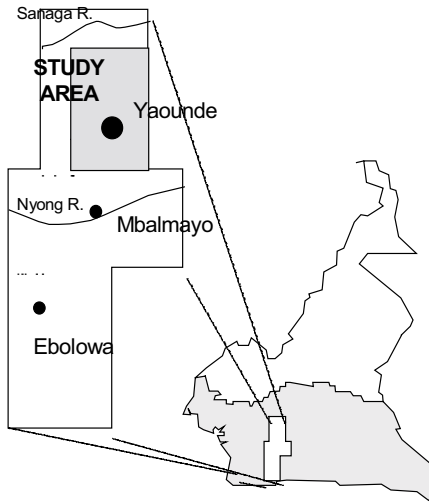 Sanaga R.
STUDY
AREA
Yaounde
Nyong R.
Mbalmayo
Ebolowa